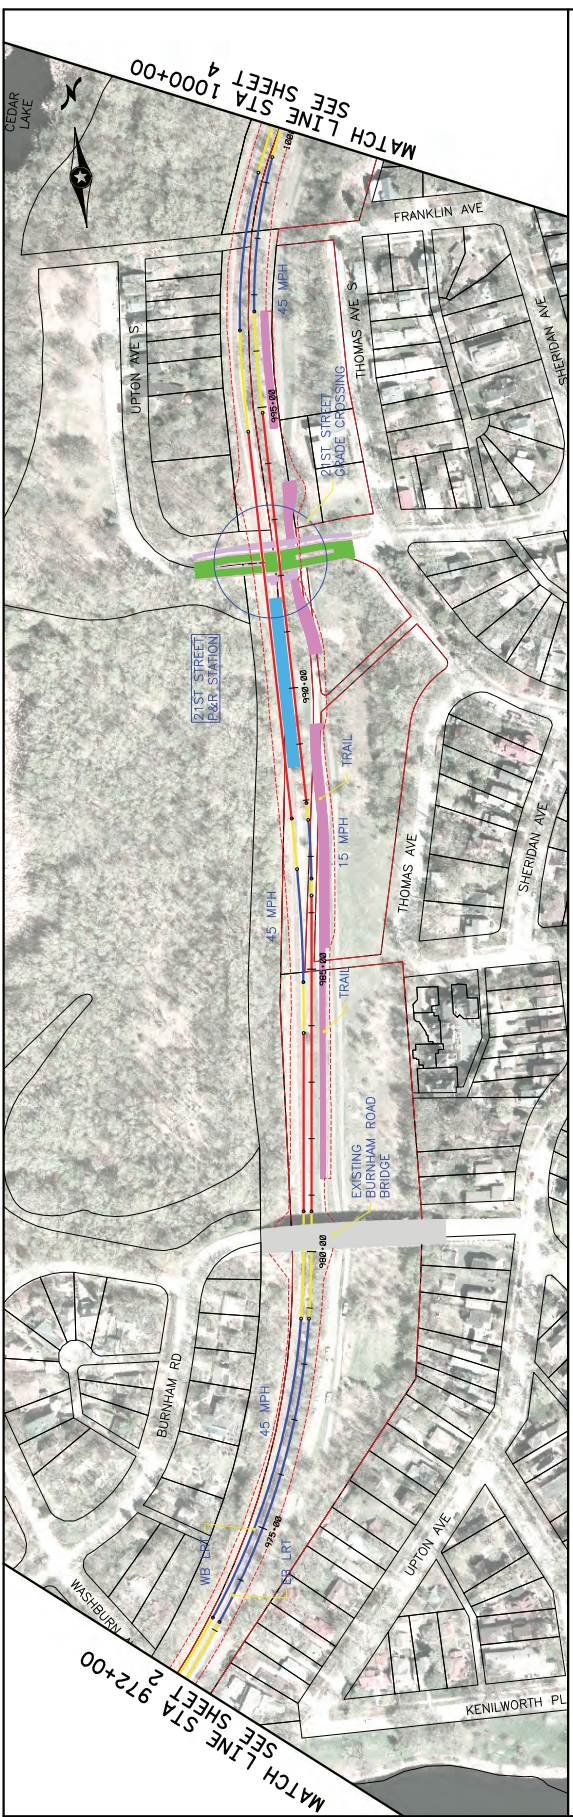 MATCH LINE STA 1000+00
SEE SHEET 4
CEDAR
LAKE
100
FRANKLIN AVE
SHERIDAN AVE
THOMAS AVE S
UPTON AVE S
45 MPH
995+00
21ST STREET
GRADE CROSSING
21ST STREET
P&R STATION
990+00
TRAIL
15 MPH
THOMAS AVE
SHERIDAN AVE
45 MPH
985+00
TRAIL
EXISTING
BURNHAM ROAD
BRIDGE
980+00
BURNHAM RD
45 MPH
975+00
WB LRT
EB LRT
UPTON AVE
WASHBURN
KENILWORTH PL
MATCH LINE STA 972+00
SEE SHEET 2